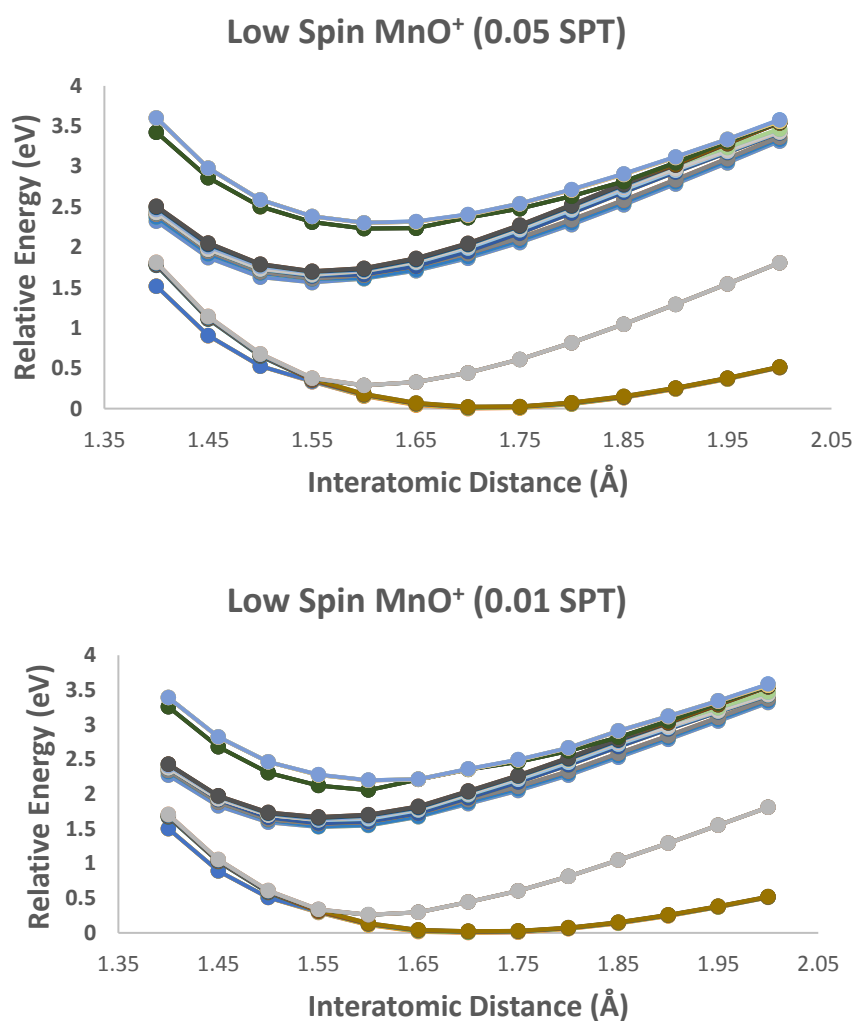 Low Spin MnO⁺ (0.05 SPT)
4
3.5
3
2.5
2
1.5
1
0.5
0
Relative Energy (eV)
1.35 1.45 1.55 1.65 1.75 1.85 1.95 2.05
Interatomic Distance (Å)
Low Spin MnO⁺ (0.01 SPT)
4
3.5
3
2.5
2
1.5
1
0.5
0
Relative Energy (eV)
1.35 1.45 1.55 1.65 1.75 1.85 1.95 2.05
Interatomic Distance (Å)